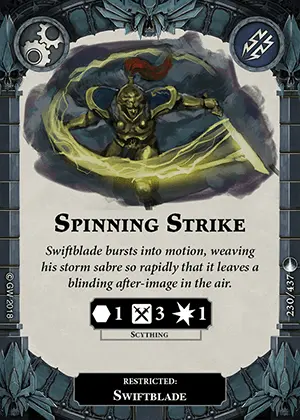 SPINNING STRIKE
Swiftblade bursts into motion, weaving
his storm sabre so rapidly that it leaves a
blinding after-image in the air.
1 3 1
SCYTHING
RESTRICTED:
SWIFTBLADE
© GW 2018
230/437